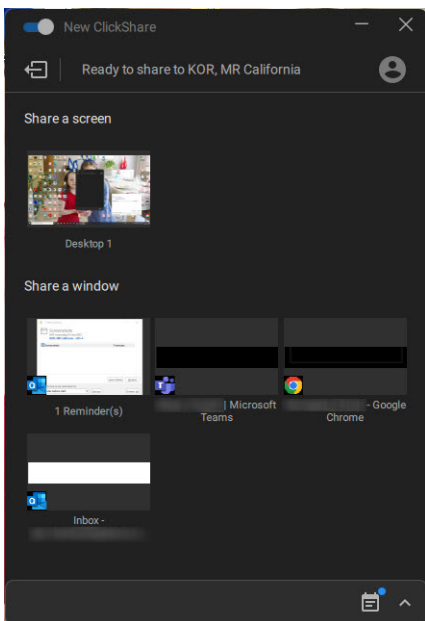 New ClickShare
Ready to share to KOR, MR California
Share a screen
Desktop 1
Share a window
1 Reminder(s)
| Microsoft
Teams
- Google
Chrome
Inbox -